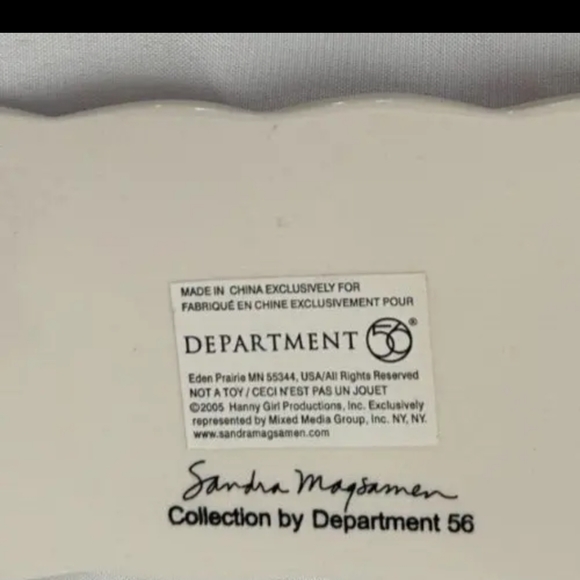 MADE IN CHINA EXCLUSIVELY FOR
FABRIQUÉ EN CHINE EXCLUSIVEMENT POUR
DEPARTMENT 56®
Eden Prairie MN 55344, USA/All Rights Reserved
NOT A TOY / CECI N'EST PAS UN JOUET
©2005 Hanny Girl Productions, Inc. Exclusively
represented by Mixed Media Group, Inc. NY, NY.
www.sandramagsamen.com
Sandra Magsamen
Collection by Department 56